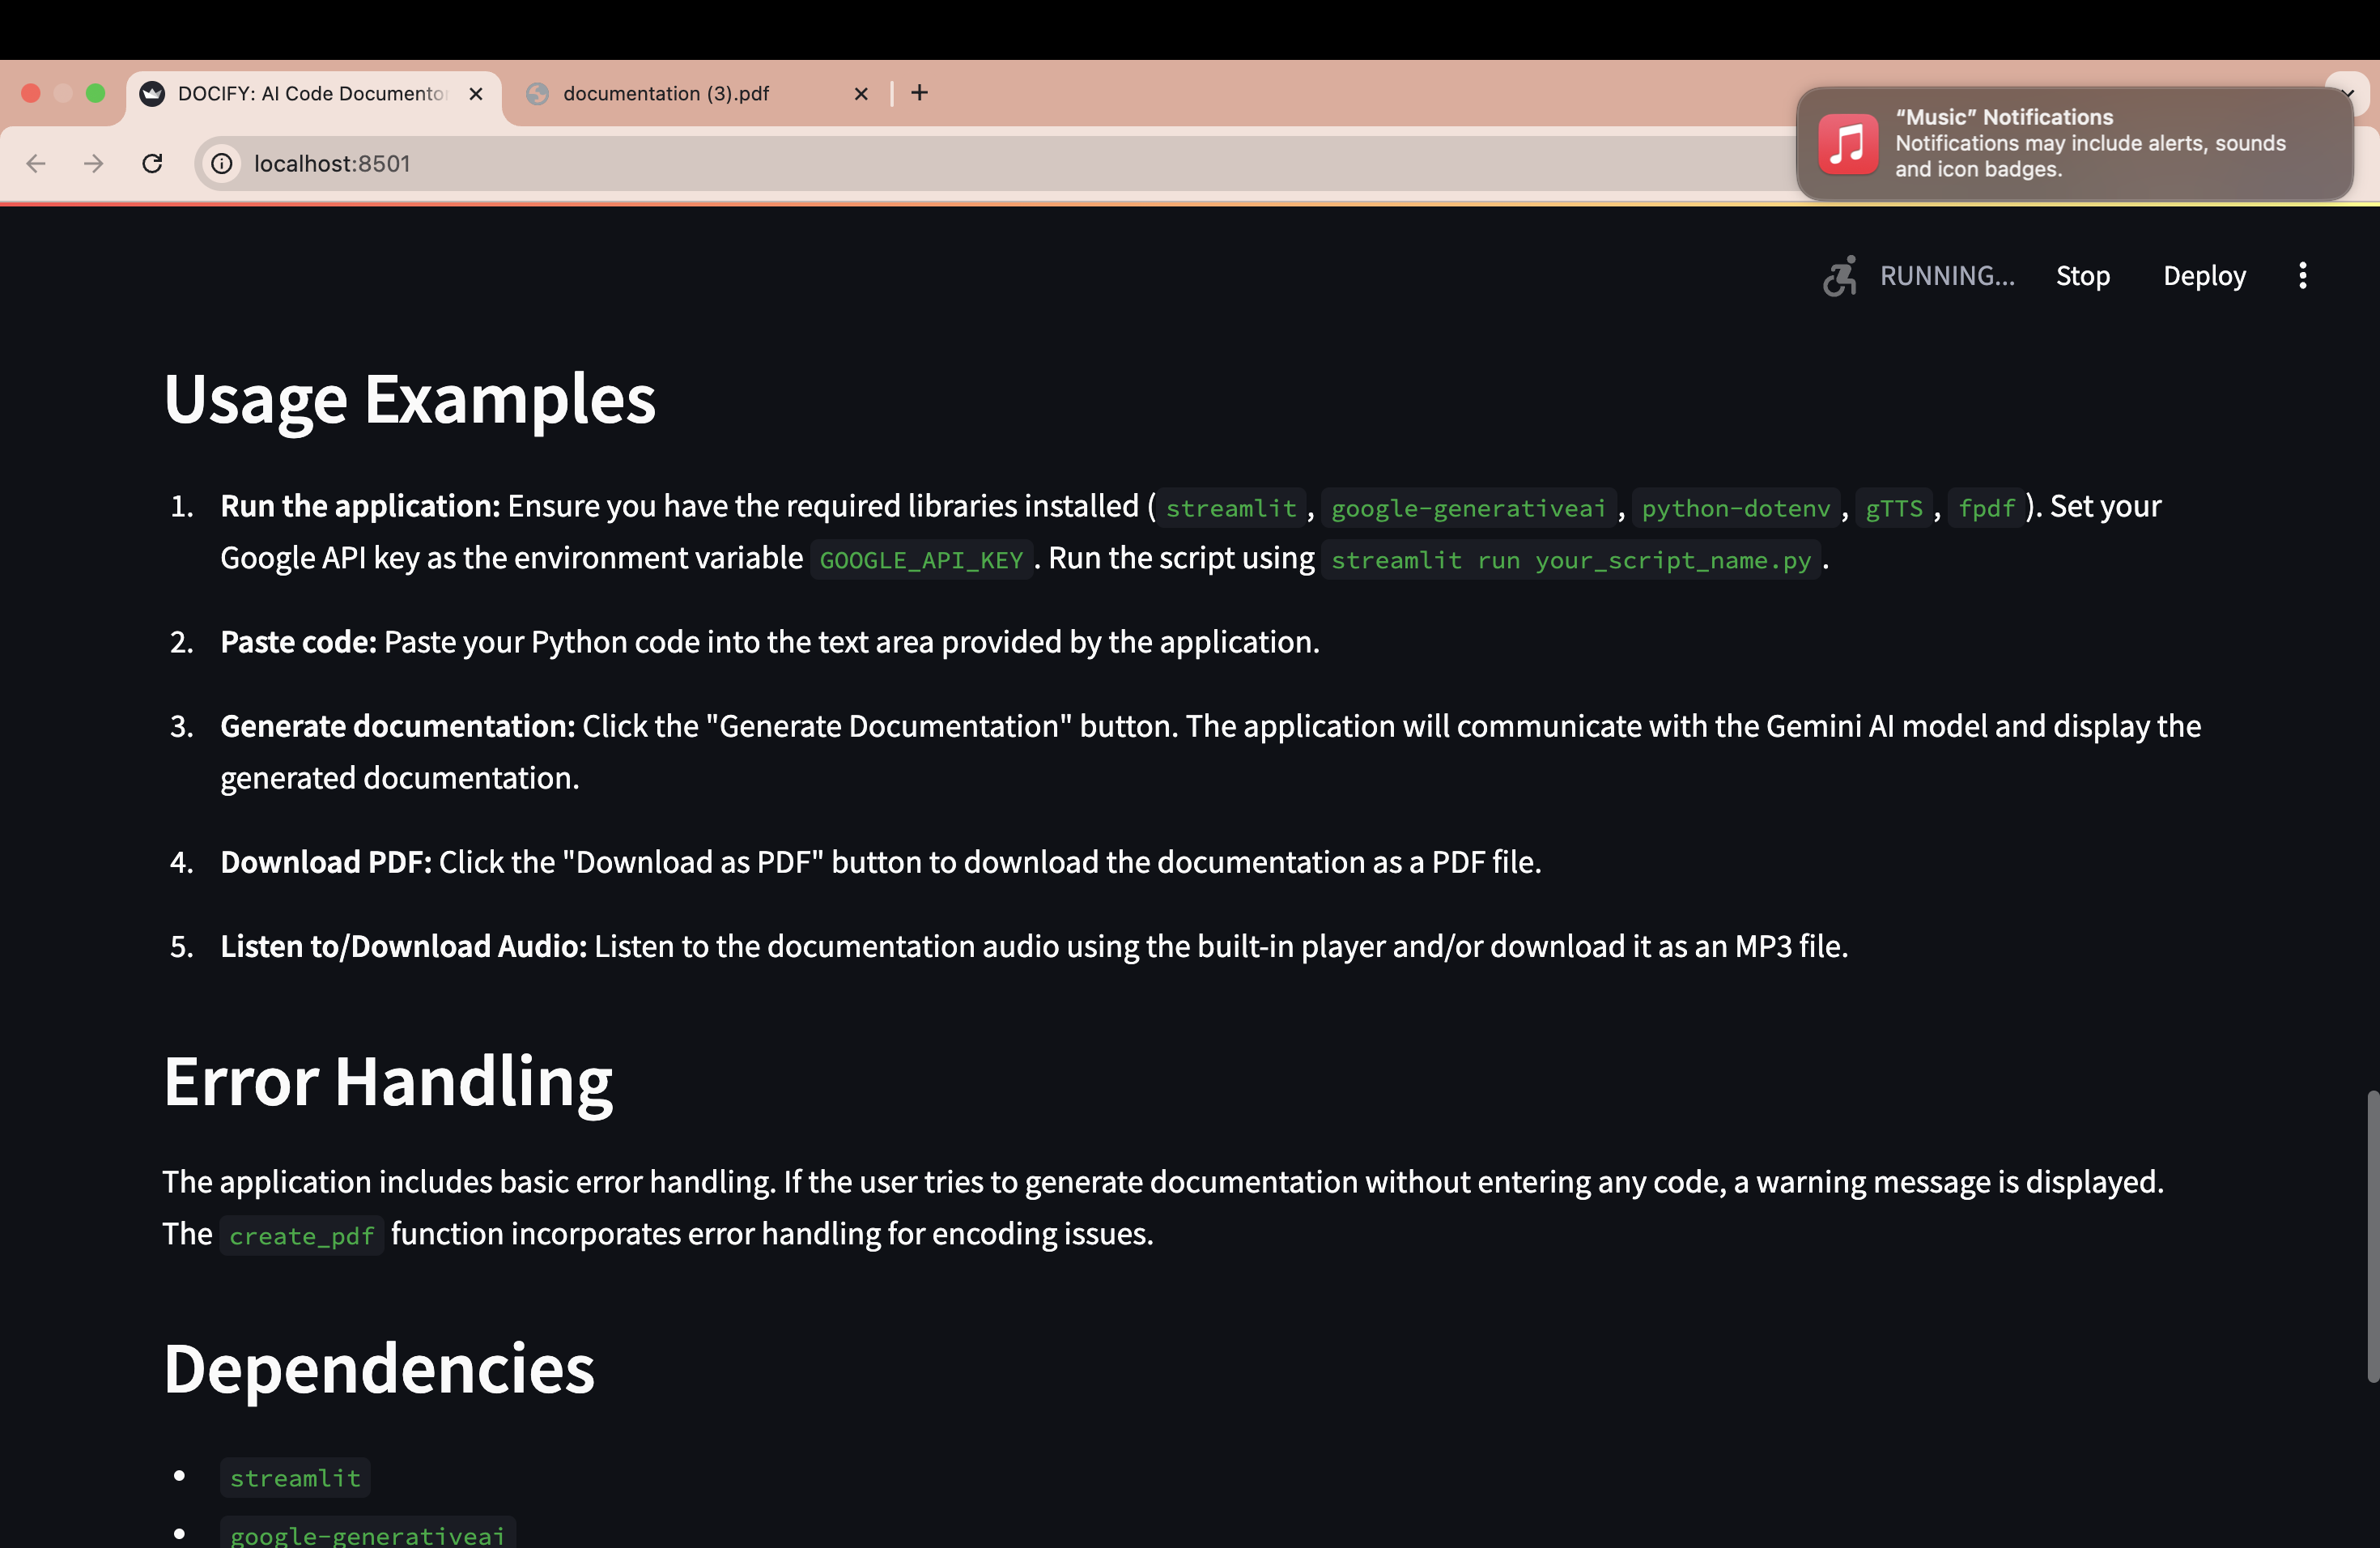 DOCIFY: AI Code Documento
documentation (3).pdf
localhost:8501
“Music” Notifications
Notifications may include alerts, sounds
and icon badges.
RUNNING...
Stop
Deploy
Usage Examples
1. Run the application: Ensure you have the required libraries installed ( streamlit , google-generativeai , python-dotenv , gTTS , fpdf ). Set your
Google API key as the environment variable GOOGLE_API_KEY . Run the script using streamlit run your_script_name.py .
2. Paste code: Paste your Python code into the text area provided by the application.
3. Generate documentation: Click the "Generate Documentation" button. The application will communicate with the Gemini AI model and display the
generated documentation.
4. Download PDF: Click the "Download as PDF" button to download the documentation as a PDF file.
5. Listen to/Download Audio: Listen to the documentation audio using the built-in player and/or download it as an MP3 file.
Error Handling
The application includes basic error handling. If the user tries to generate documentation without entering any code, a warning message is displayed.
The create_pdf function incorporates error handling for encoding issues.
Dependencies
• streamlit
• google-generativeai